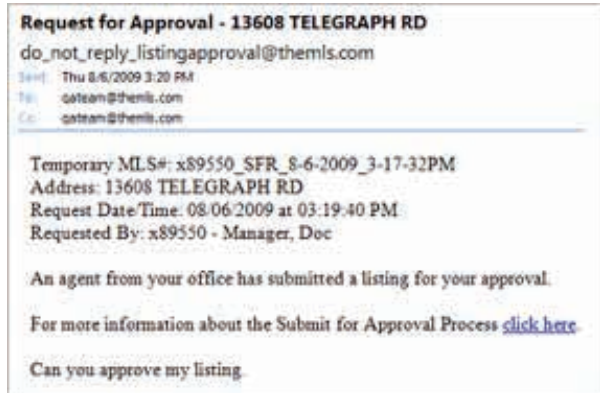 Request for Approval - 13608 TELEGRAPH RD
do_not_reply_listingapproval@themls.com
Sent: Thu 8/6/2009 3:20 PM
To: qateam@themls.com
Cc: qateam@themls.com
Temporary MLS#: x89550_SFR_8-6-2009_3-17-32PM
Address: 13608 TELEGRAPH RD
Request Date/Time: 08/06/2009 at 03:19:40 PM
Requested By: x89550 - Manager, Doc
An agent from your office has submitted a listing for your approval.
For more information about the Submit for Approval Process click here.
Can you approve my listing.